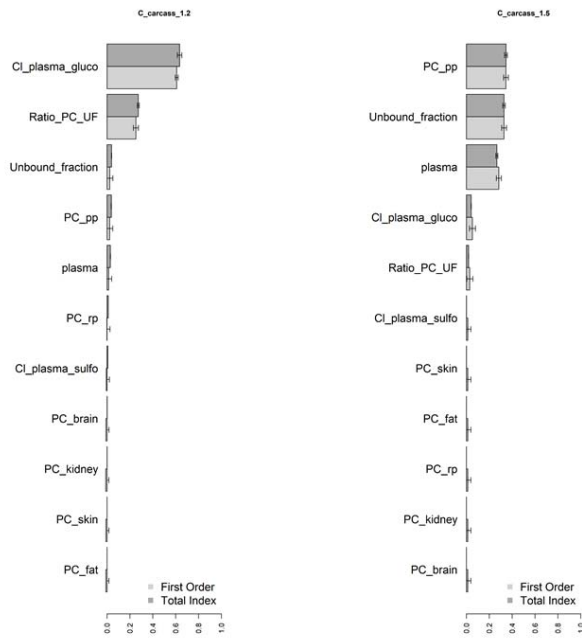 C_carcass_1.2
Cl_plasma_gluco
Ratio_PC_UF
Unbound_fraction
PC_pp
plasma
PC_rp
Cl_plasma_sulfo
PC_brain
PC_kidney
PC_skin
PC_fat
First Order
Total Index
0.0
0.2
0.4
0.6
0.8
1.0
C_carcass_1.5
PC_pp
Unbound_fraction
plasma
Cl_plasma_gluco
Ratio_PC_UF
Cl_plasma_sulfo
PC_skin
PC_fat
PC_rp
PC_kidney
PC_brain
First Order
Total Index
0.0
0.2
0.4
0.6
0.8
1.0